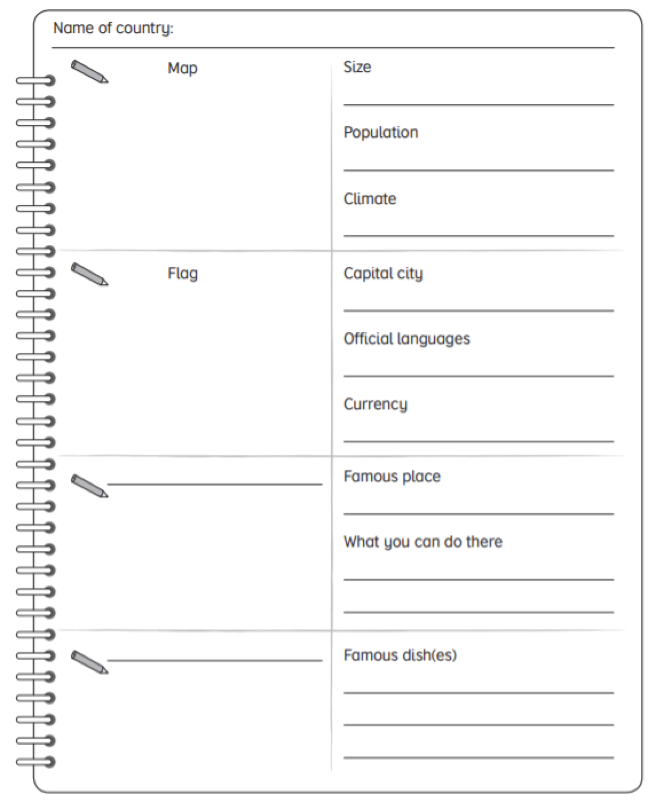 Name of country:
Map
Size
Population
Climate
Flag
Capital city
Official languages
Currency
Famous place
What you can do there
Famous dish(es)